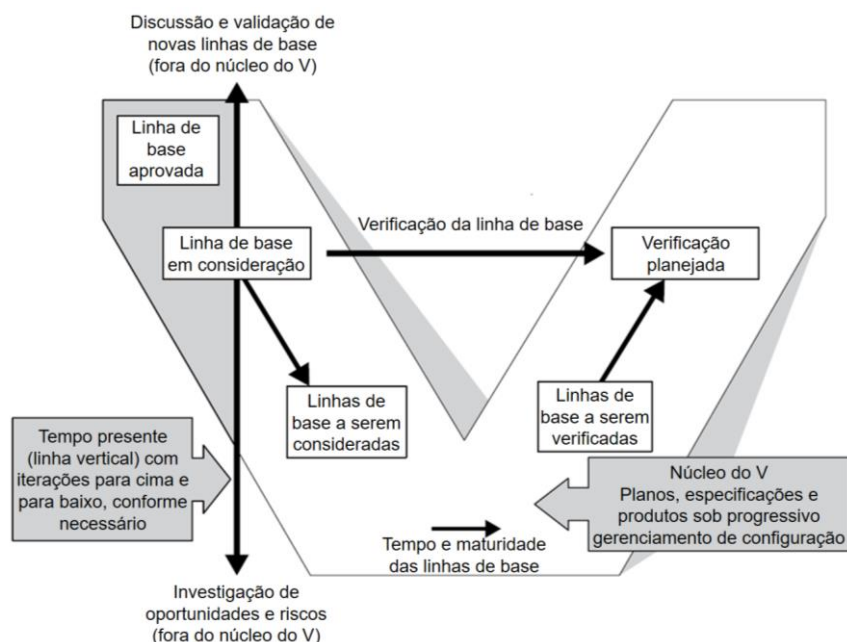 Discussão e validação de
novas linhas de base
(fora do núcleo do V)
Linha de
base
aprovada
Verificação da linha de base
Linha de base
em consideração
Verificação
planejada
Linhas de
base a serem
consideradas
Linhas de
base a serem
verificadas
Tempo presente
(linha vertical) com
iterações para cima e
para baixo, conforme
necessário
Núcleo do V
Planos, especificações e
produtos sob progressivo
gerenciamento de configuração
Tempo e maturidade
das linhas de base
Investigação de
oportunidades e riscos
(fora do núcleo do V)